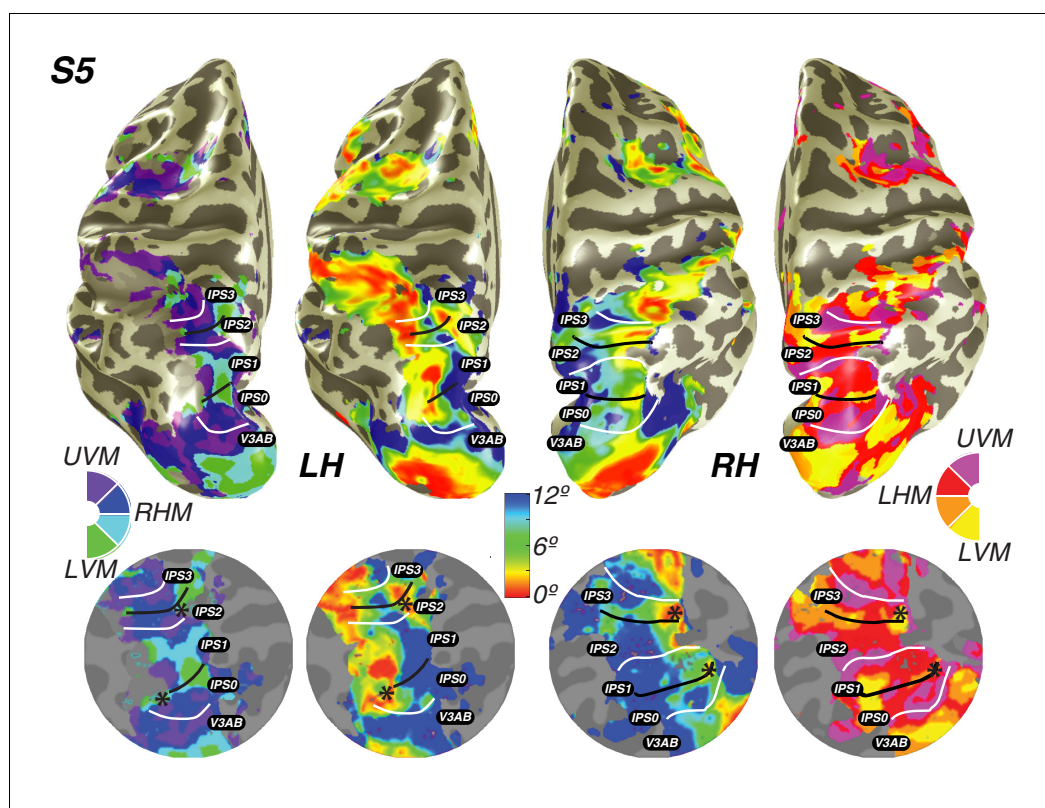 S5
IPS3
IPS2
IPS1
IPS0
V3AB
IPS3
IPS2
IPS1
IPS0
V3AB
IPS3
IPS2
IPS1
IPS0
V3AB
IPS3
IPS2
IPS1
IPS0
V3AB
LH
RH
UVM
RHM
LVM
12º
6º
0º
UVM
LHM
LVM
IPS3
*
IPS2
IPS1
IPS0
*
V3AB
IPS3
*
IPS2
IPS1
IPS0
*
V3AB
IPS3
*
IPS2
*
IPS1
IPS0
V3AB
IPS3
*
IPS2
*
IPS1
IPS0
V3AB